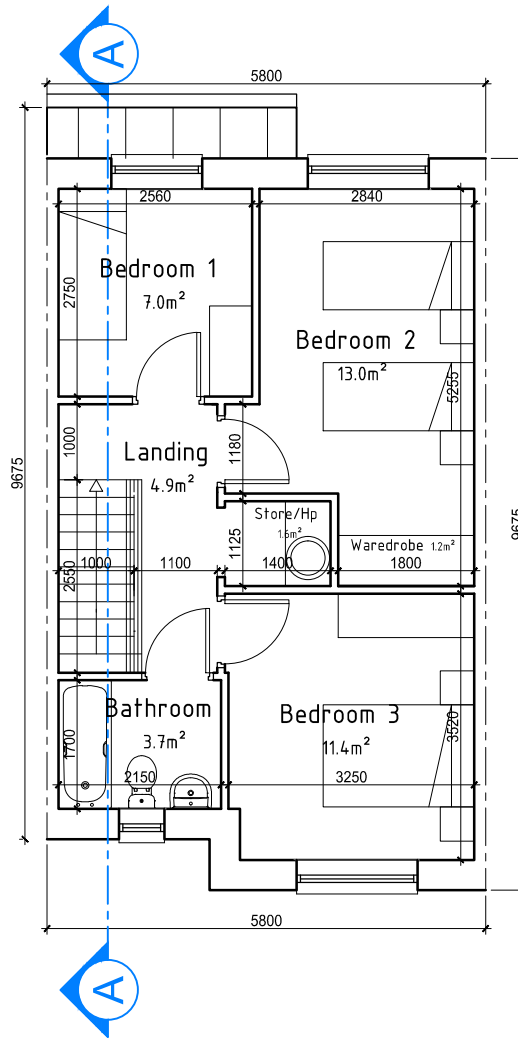 A
5800
2560
2840
2750
Bedroom 1
7.0m²
Bedroom 2
13.0m²
5255
9675
1000
Landing
4.9m²
1180
9675
Store/Hp
1.6m²
1125
Waredrobe 1.2m²
2550
1000
1100
1400
1800
Bathroom
3.7m²
1700
Bedroom 3
11.4m²
3520
2150
3250
5800
A